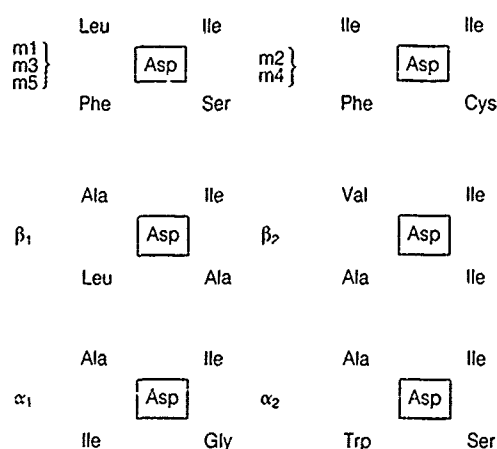 Leu Ile Ile Ile
m1
m3 Asp m2 Asp
m5 m4
Phe Ser Phe Cys
Ala Ile Val Ile
β₁ Asp β₂ Asp
Leu Ala Ala Ile
Ala Ile Ala Ile
α₁ Asp α₂ Asp
Ile Gly Trp Ser